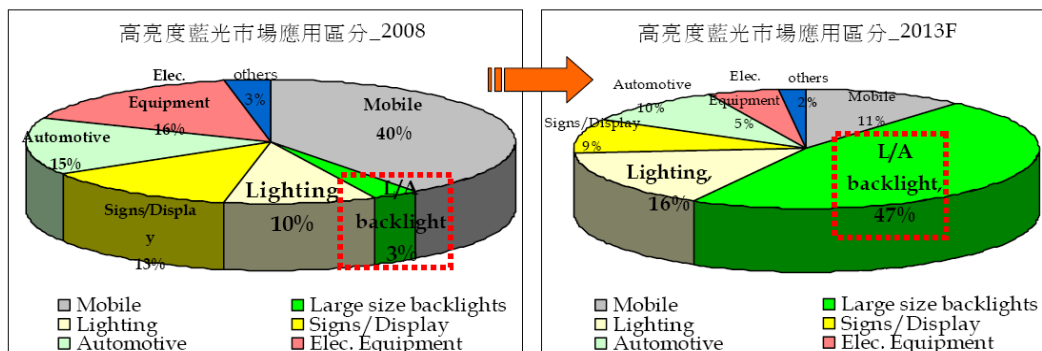 高亮度藍光市場應用區分_2008
Elec.
Equipment
16%
others
3%
Mobile
40%
Automotive
15%
Signs/Displa
y
13%
Lighting
10%
L/A
backlight
3%
Mobile
Large size backlights
Lighting
Signs/Display
Automotive
Elec. Equipment
高亮度藍光市場應用區分_2013F
Automotive
10%
Elec.
Equipment
5%
others
2%
Mobile
11%
Signs/Display
9%
Lighting,
16%
L/A
backlight,
47%
Mobile
Large size backlights
Lighting
Signs/Display
Automotive
Elec. Equipment